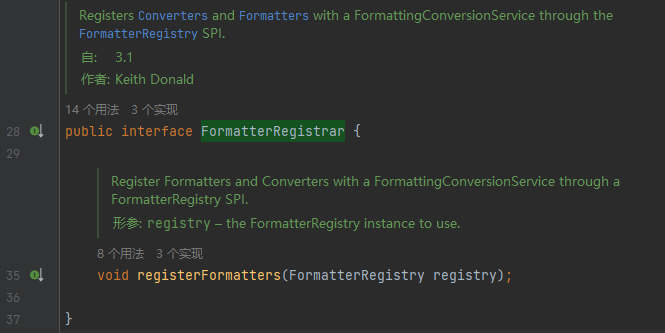 Registers Converters and Formatters with a FormattingConversionService through the
FormatterRegistry SPI.
自: 3.1
作者: Keith Donald
14 个用法 3 个实现
28 public interface FormatterRegistrar {
29
Register Formatters and Converters with a FormattingConversionService through a
FormatterRegistry SPI.
形参: registry – the FormatterRegistry instance to use.
8 个用法 3 个实现
35 void registerFormatters(FormatterRegistry registry);
36
37 }